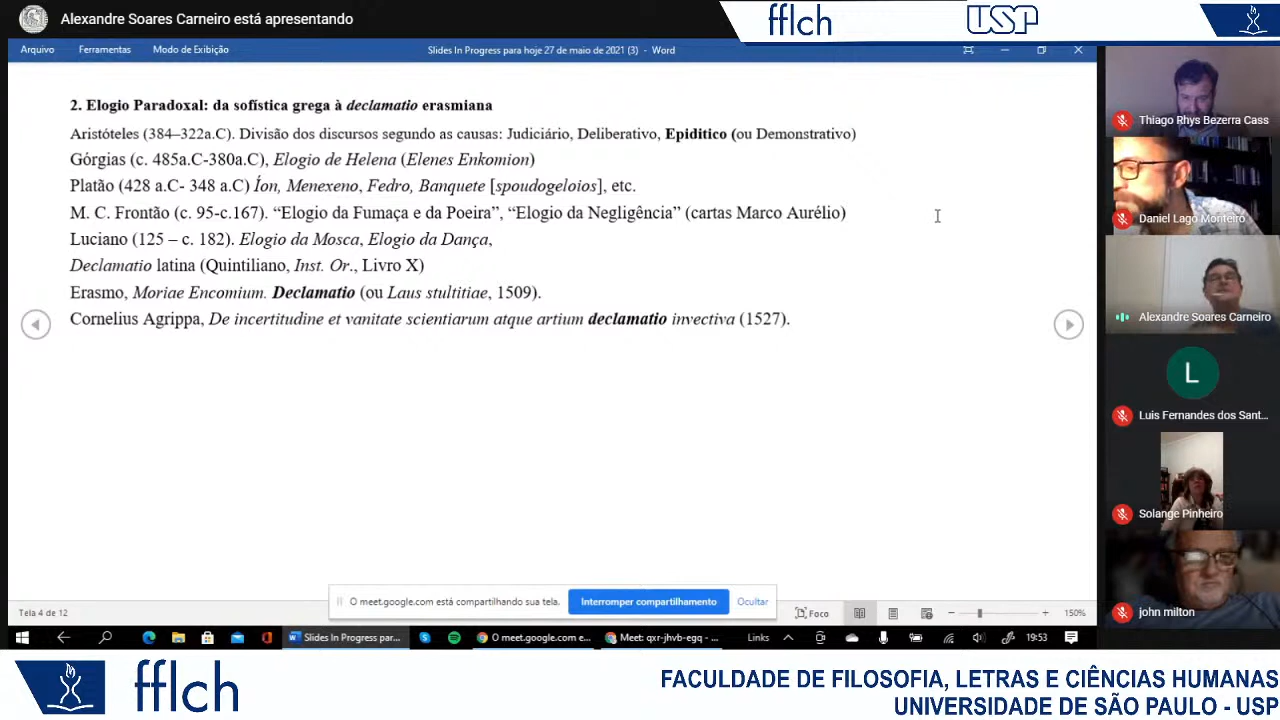 Alexandre Soares Carneiro está apresentando
fflch
USP
Arquivo Ferramentas Modo de Exibição
Slides In Progress para hoje 27 de maio de 2021 (3) - Word
2. Elogio Paradoxal: da sofística grega à declamatio erasmiana
Aristóteles (384–322a.C). Divisão dos discursos segundo as causas: Judiciário, Deliberativo, Epidítico (ou Demonstrativo)
Górgias (c. 485a.C-380a.C), Elogio de Helena (Elenes Enkomion)
Platão (428 a.C- 348 a.C) Íon, Menexeno, Fedro, Banquete [spoudogeloios], etc.
M. C. Frontão (c. 95-c.167). “Elogio da Fumaça e da Poeira”, “Elogio da Negligência” (cartas Marco Aurélio)
Luciano (125 – c. 182). Elogio da Mosca, Elogio da Dança,
Declamatio latina (Quintiliano, Inst. Or., Livro X)
Erasmo, Moriae Encomium. Declamatio (ou Laus stultitiae, 1509).
Cornelius Agrippa, De incertitudine et vanitate scientiarum atque artium declamatio invectiva (1527).
Thiago Rhys Bezerra Cass
Daniel Lago Monteiro
Alexandre Soares Carneiro
L
Luis Fernandes dos Sant...
Solange Pinheiro
john milton
O meet.google.com está compartilhando sua tela. Interromper compartilhamento Ocultar
Tela 4 de 12
Foco
150%
Slides In Progress par...
O meet.google.com e...
Meet: qxr-jhvb-egq - ...
Links
19:53
fflch
FACULDADE DE FILOSOFIA, LETRAS E CIÊNCIAS HUMANAS
UNIVERSIDADE DE SÃO PAULO - USP